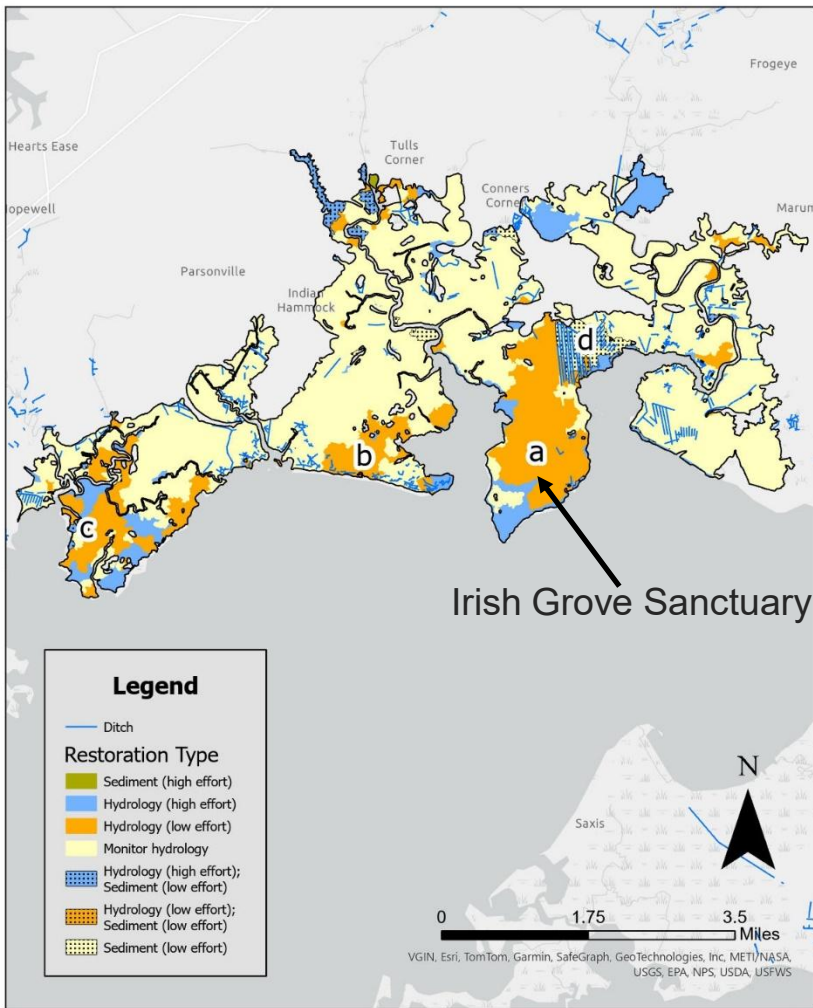 Frogeye
Hearts Ease
Tulls
Corner
Conners
Corne
opewell
Marum
Parsonville
Indian
Hammock
d
a
b
c
Irish Grove Sanctuary
Legend
Ditch
Restoration Type
Sediment (high effort)
Hydrology (high effort)
Hydrology (low effort)
Monitor hydrology
Hydrology (high effort);
Sediment (low effort)
Hydrology (low effort);
Sediment (low effort)
Sediment (low effort)
N
Saxis
0 1.75 3.5
Miles
VGIN, Esri, TomTom, Garmin, SafeGraph, GeoTechnologies, Inc, METI/NASA,
USGS, EPA, NPS, USDA, USFWS